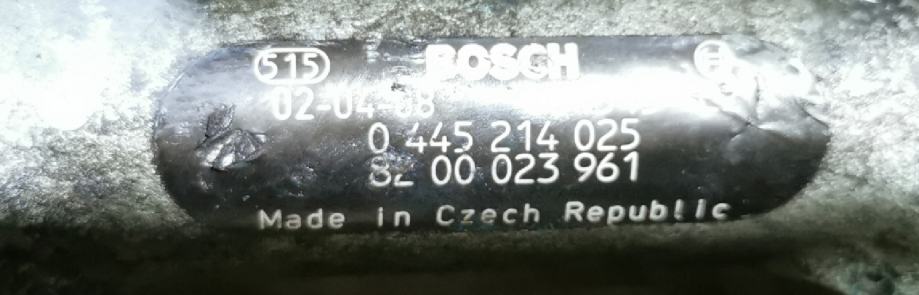 515 BOSCH
02-04-08
0 445 214 025
82 00 023 961
Made in Czech Republic